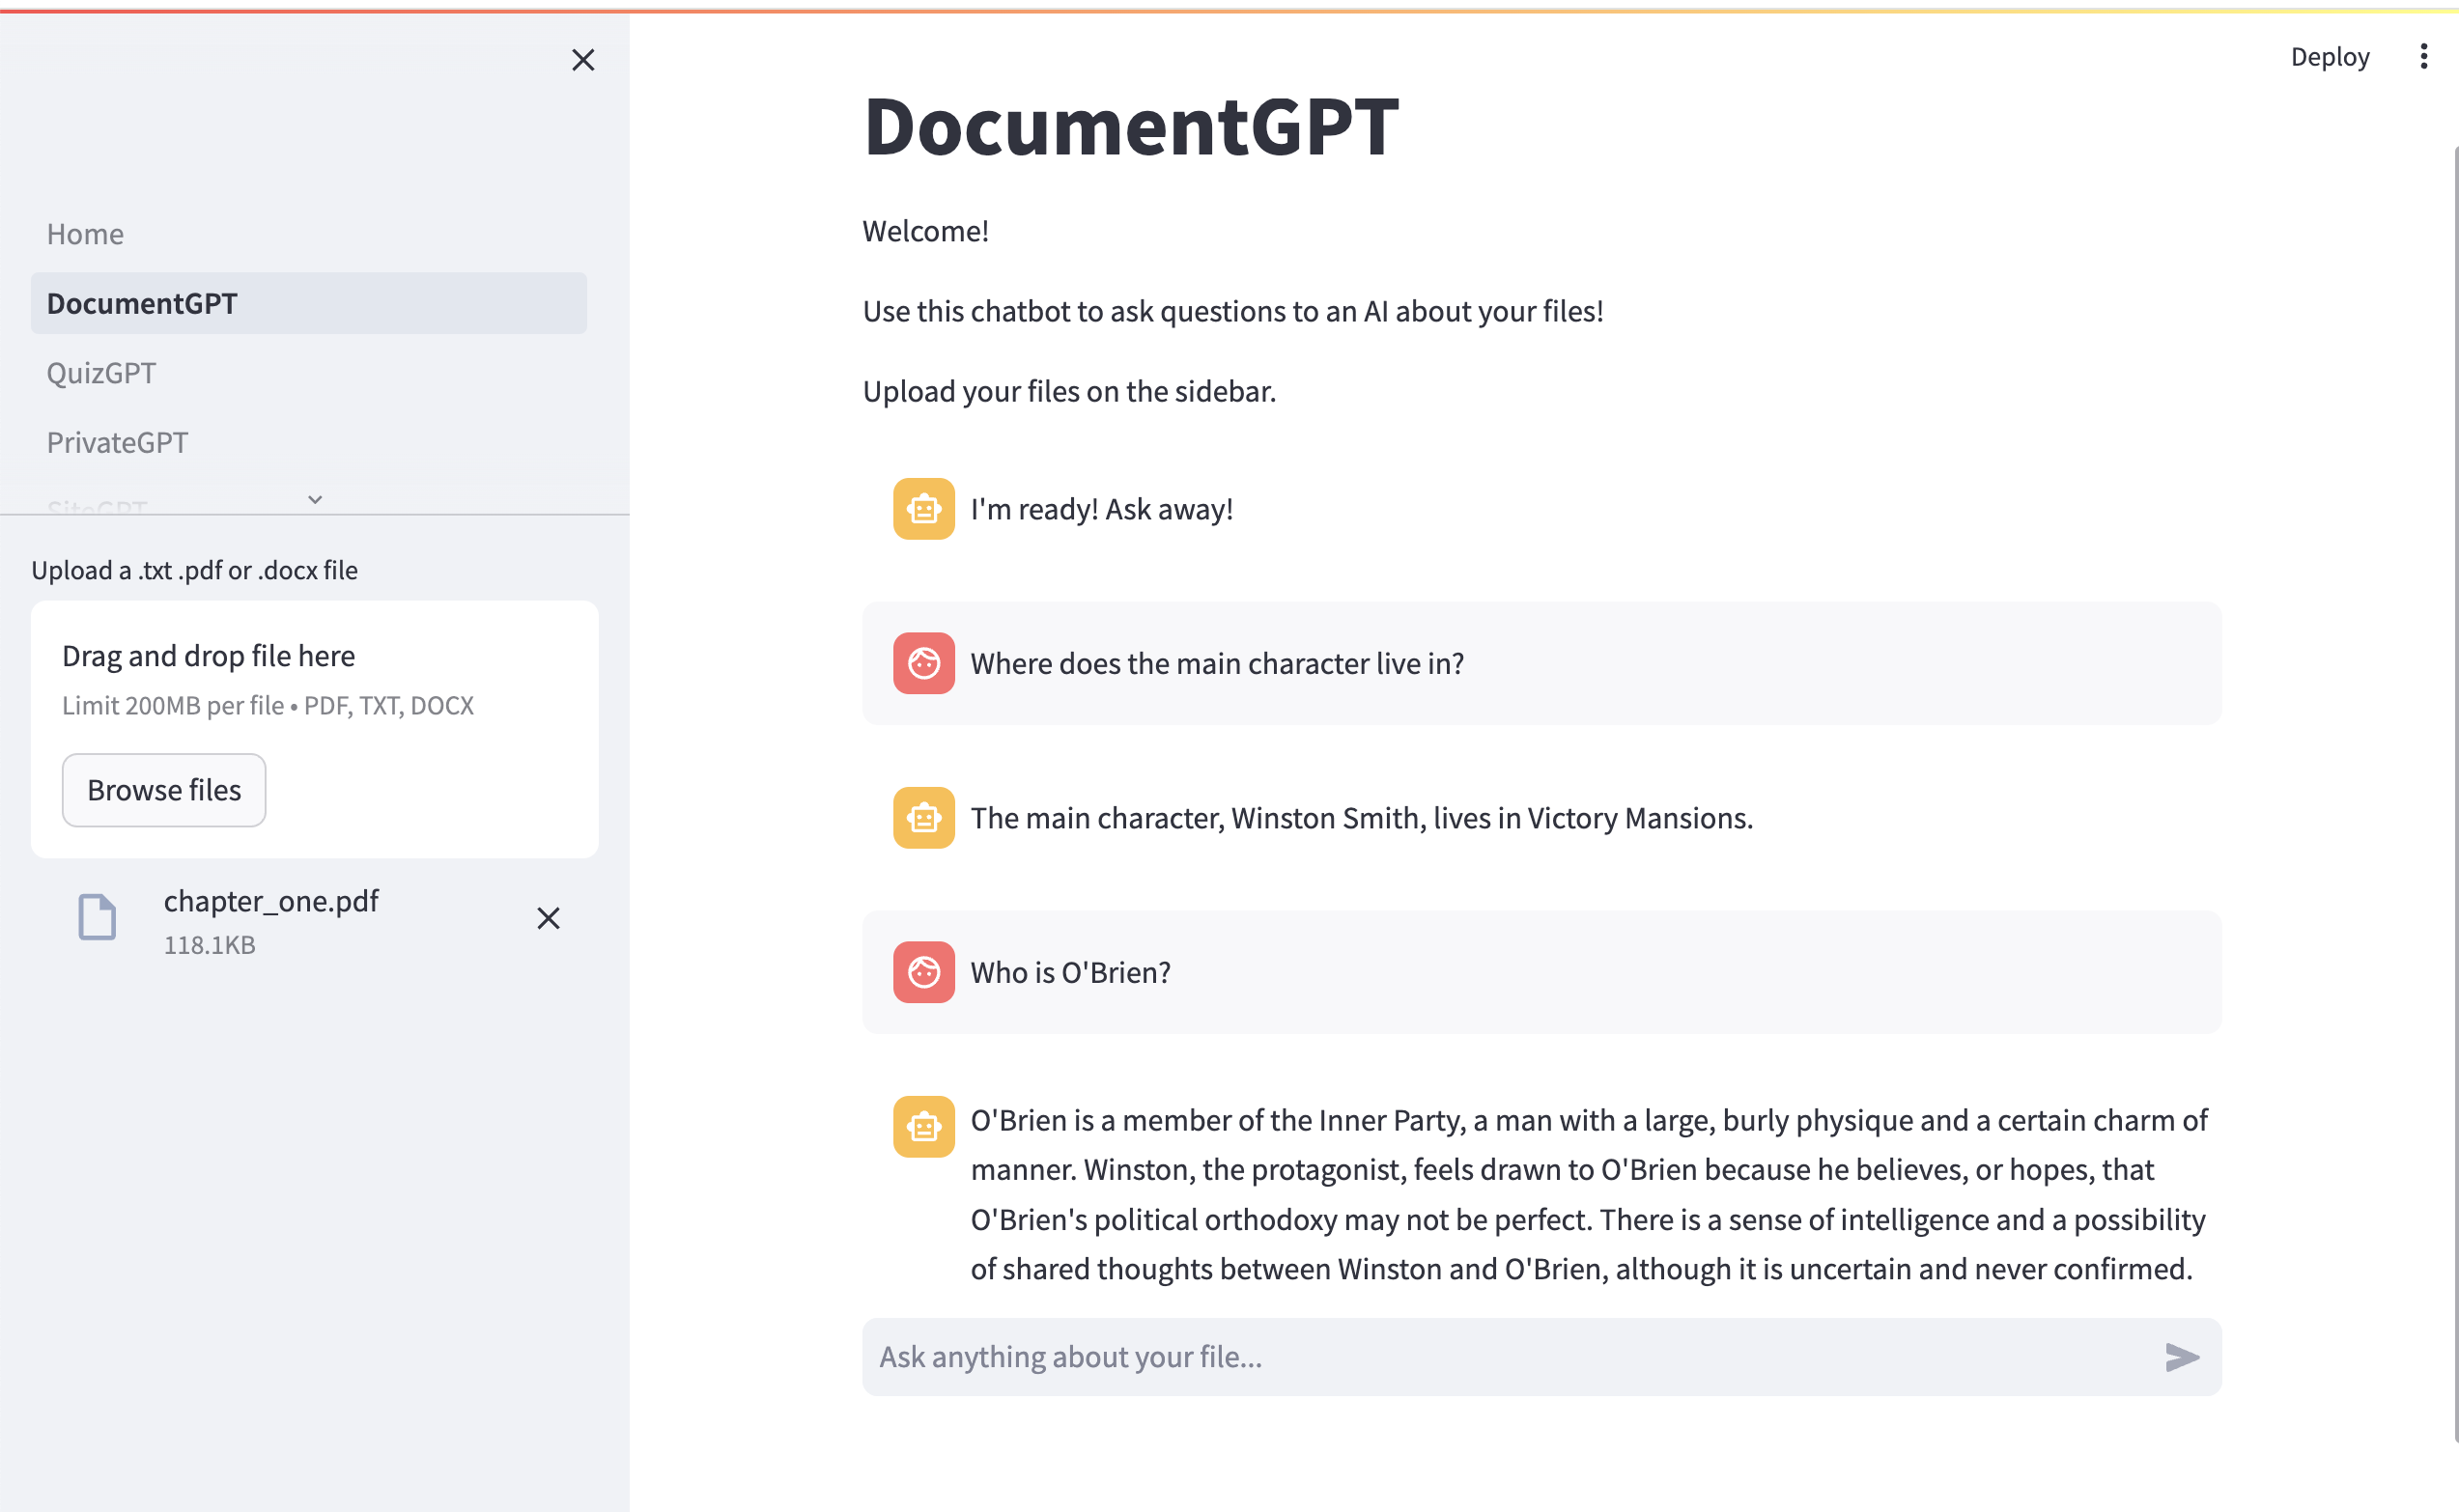 Deploy
Home
DocumentGPT
QuizGPT
PrivateGPT
SiteGPT
Upload a .txt .pdf or .docx file
Drag and drop file here
Limit 200MB per file • PDF, TXT, DOCX
Browse files
chapter_one.pdf
118.1KB
DocumentGPT
Welcome!
Use this chatbot to ask questions to an AI about your files!
Upload your files on the sidebar.
I'm ready! Ask away!
Where does the main character live in?
The main character, Winston Smith, lives in Victory Mansions.
Who is O'Brien?
O'Brien is a member of the Inner Party, a man with a large, burly physique and a certain charm of
manner. Winston, the protagonist, feels drawn to O'Brien because he believes, or hopes, that
O'Brien's political orthodoxy may not be perfect. There is a sense of intelligence and a possibility
of shared thoughts between Winston and O'Brien, although it is uncertain and never confirmed.
Ask anything about your file...